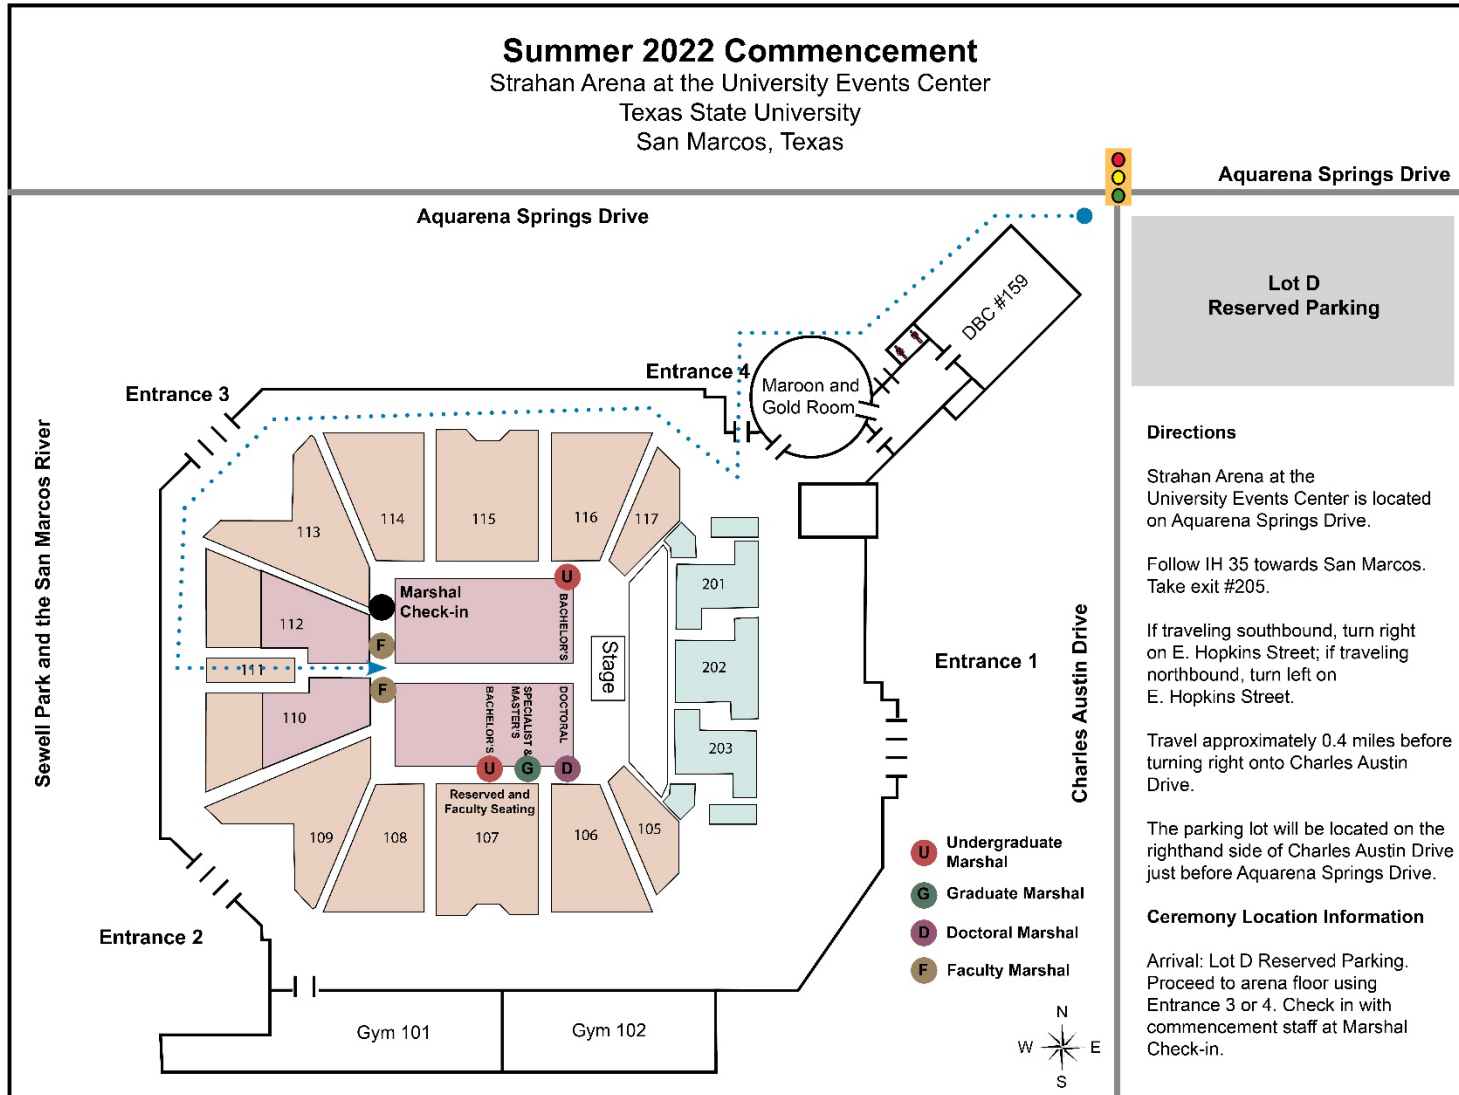 Summer 2022 Commencement
Strahan Arena at the University Events Center
Texas State University
San Marcos, Texas
Aquarena Springs Drive
Aquarena Springs Drive
Lot D
Reserved Parking
DBC #159
Entrance 4
Maroon and
Gold Room
Entrance 3
Sewell Park and the San Marcos River
113
114
115
116
117
112
111
110
109
108
107
106
105
201
202
203
Marshal
Check-in
U
BACHELOR'S
F
F
Stage
BACHELOR'S
SPECIALIST &
MASTER'S
DOCTORAL
U
G
D
Reserved and
Faculty Seating
Entrance 1
Charles Austin Drive
Entrance 2
Gym 101
Gym 102
U
Undergraduate
Marshal
G
Graduate Marshal
D
Doctoral Marshal
F
Faculty Marshal
N
W
E
S
Directions
Strahan Arena at the
University Events Center is located
on Aquarena Springs Drive.
Follow IH 35 towards San Marcos.
Take exit #205.
If traveling southbound, turn right
on E. Hopkins Street; if traveling
northbound, turn left on
E. Hopkins Street.
Travel approximately 0.4 miles before
turning right onto Charles Austin
Drive.
The parking lot will be located on the
righthand side of Charles Austin Drive
just before Aquarena Springs Drive.
Ceremony Location Information
Arrival: Lot D Reserved Parking.
Proceed to arena floor using
Entrance 3 or 4. Check in with
commencement staff at Marshal
Check-in.